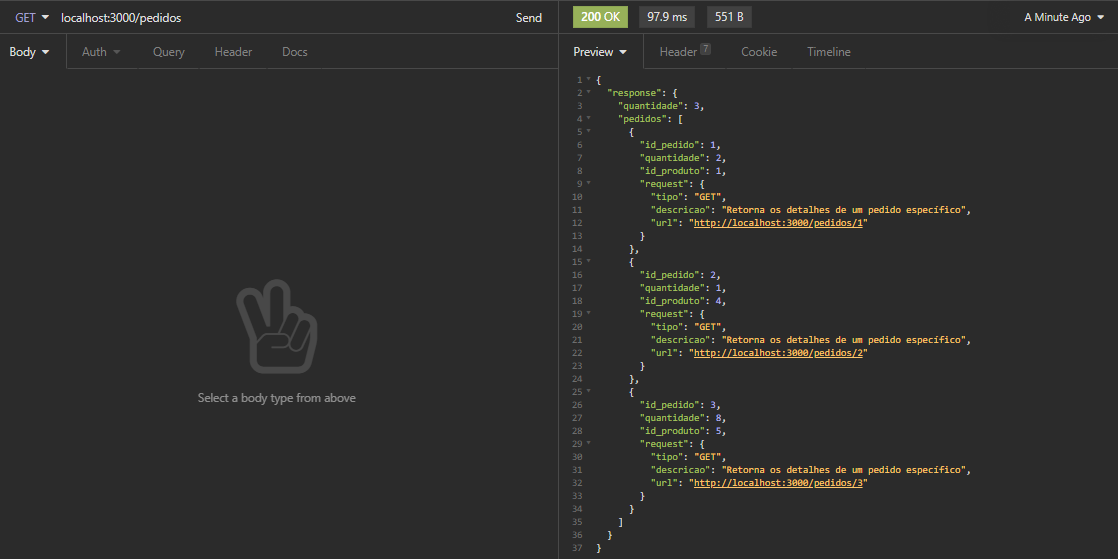 GET localhost:3000/pedidos Send
200 OK 97.9 ms 551 B A Minute Ago
Body Auth Query Header Docs
Preview Header 7 Cookie Timeline
Select a body type from above
1 {
2 "response": {
3 "quantidade": 3,
4 "pedidos": [
5 {
6 "id_pedido": 1,
7 "quantidade": 2,
8 "id_produto": 1,
9 "request": {
10 "tipo": "GET",
11 "descricao": "Retorna os detalhes de um pedido específico",
12 "url": "http://localhost:3000/pedidos/1"
13 }
14 },
15 {
16 "id_pedido": 2,
17 "quantidade": 1,
18 "id_produto": 4,
19 "request": {
20 "tipo": "GET",
21 "descricao": "Retorna os detalhes de um pedido específico",
22 "url": "http://localhost:3000/pedidos/2"
23 }
24 },
25 {
26 "id_pedido": 3,
27 "quantidade": 8,
28 "id_produto": 5,
29 "request": {
30 "tipo": "GET",
31 "descricao": "Retorna os detalhes de um pedido específico",
32 "url": "http://localhost:3000/pedidos/3"
33 }
34 }
35 ]
36 }
37 }